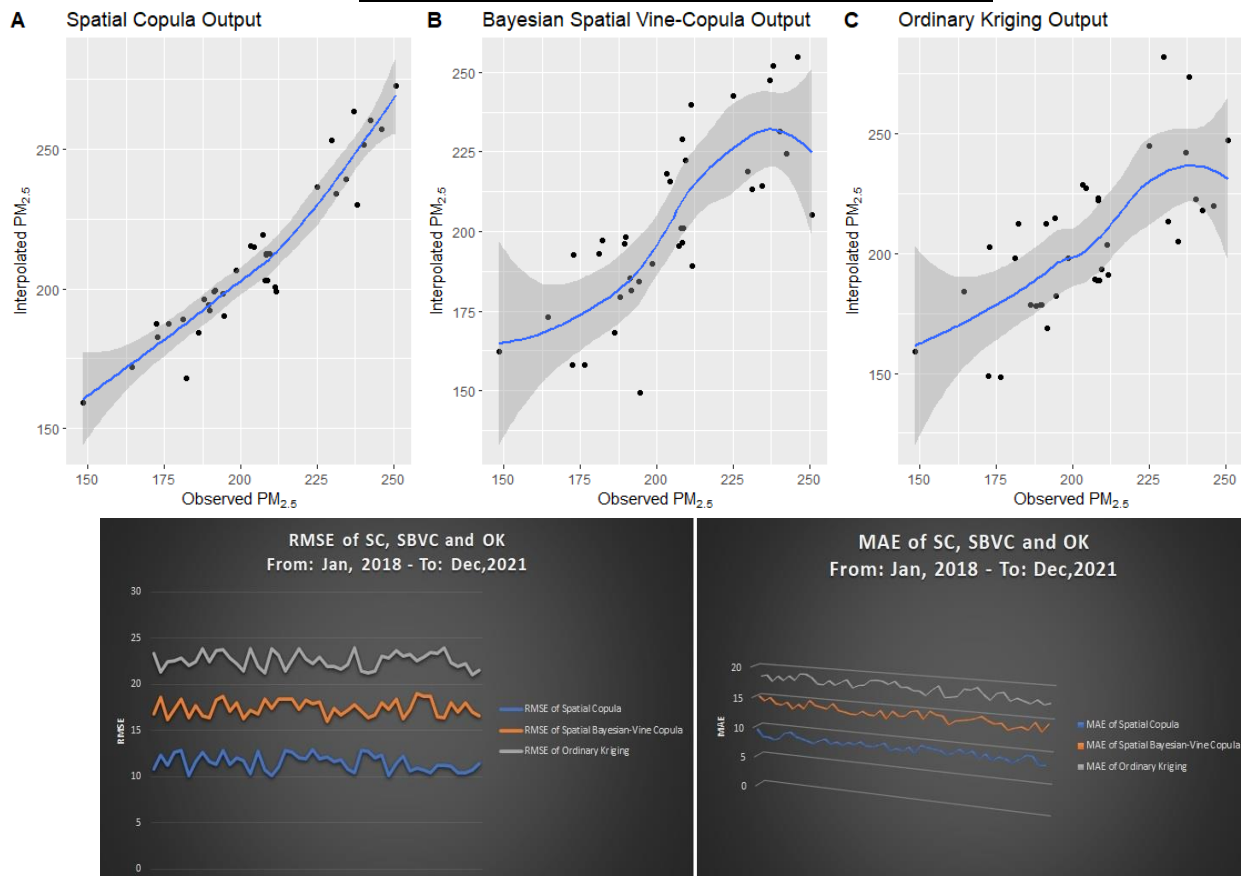 A Spatial Copula Output
Interpolated PM2.5
250
200
150
150 175 200 225 250
Observed PM2.5
B Bayesian Spatial Vine-Copula Output
Interpolated PM2.5
250
225
200
175
150
150 175 200 225 250
Observed PM2.5
C Ordinary Kriging Output
Interpolated PM2.5
250
200
150
150 175 200 225 250
Observed PM2.5
RMSE of SC, SBVC and OK
From: Jan, 2018 - To: Dec,2021
RMSE
30
25
20
15
10
5
0
RMSE of Spatial Copula
RMSE of Spatial Bayesian-Vine Copula
RMSE of Ordinary Kriging
MAE of SC, SBVC and OK
From: Jan, 2018 - To: Dec,2021
MAE
20
15
10
5
0
MAE of Spatial Copula
MAE of Spatial Bayesian-Vine Copula
MAE of Ordinary Kriging